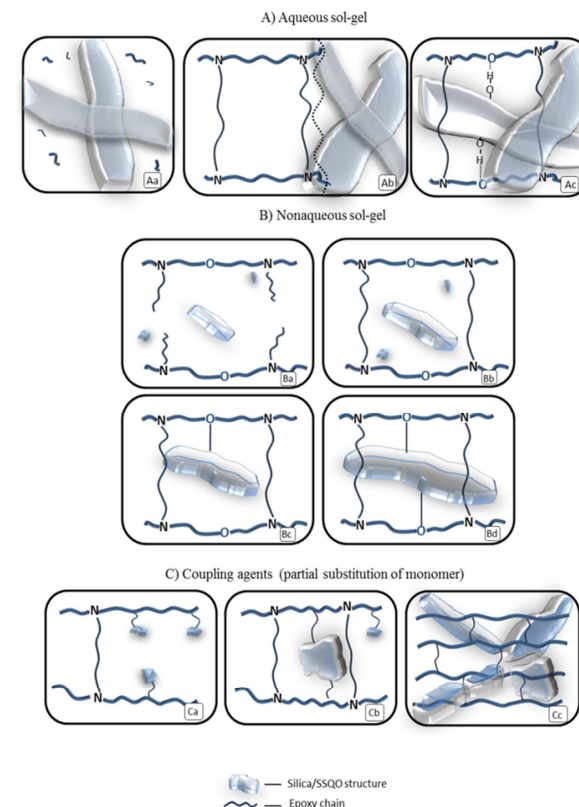 A) Aqueous sol-gel
N N
N N
Aa
Ab
N O N
H
O
O
H
N O
Ac
B) Nonaqueous sol-gel
N O N
N O N
Ba
N O N
N O N
Bb
N O N
N O N
Bc
N O N
N O N
Bd
C) Coupling agents (partial substitution of monomer)
N
N
Ca
N N
N N
Cb
Cc
Silica/SSQO structure
Epoxy chain